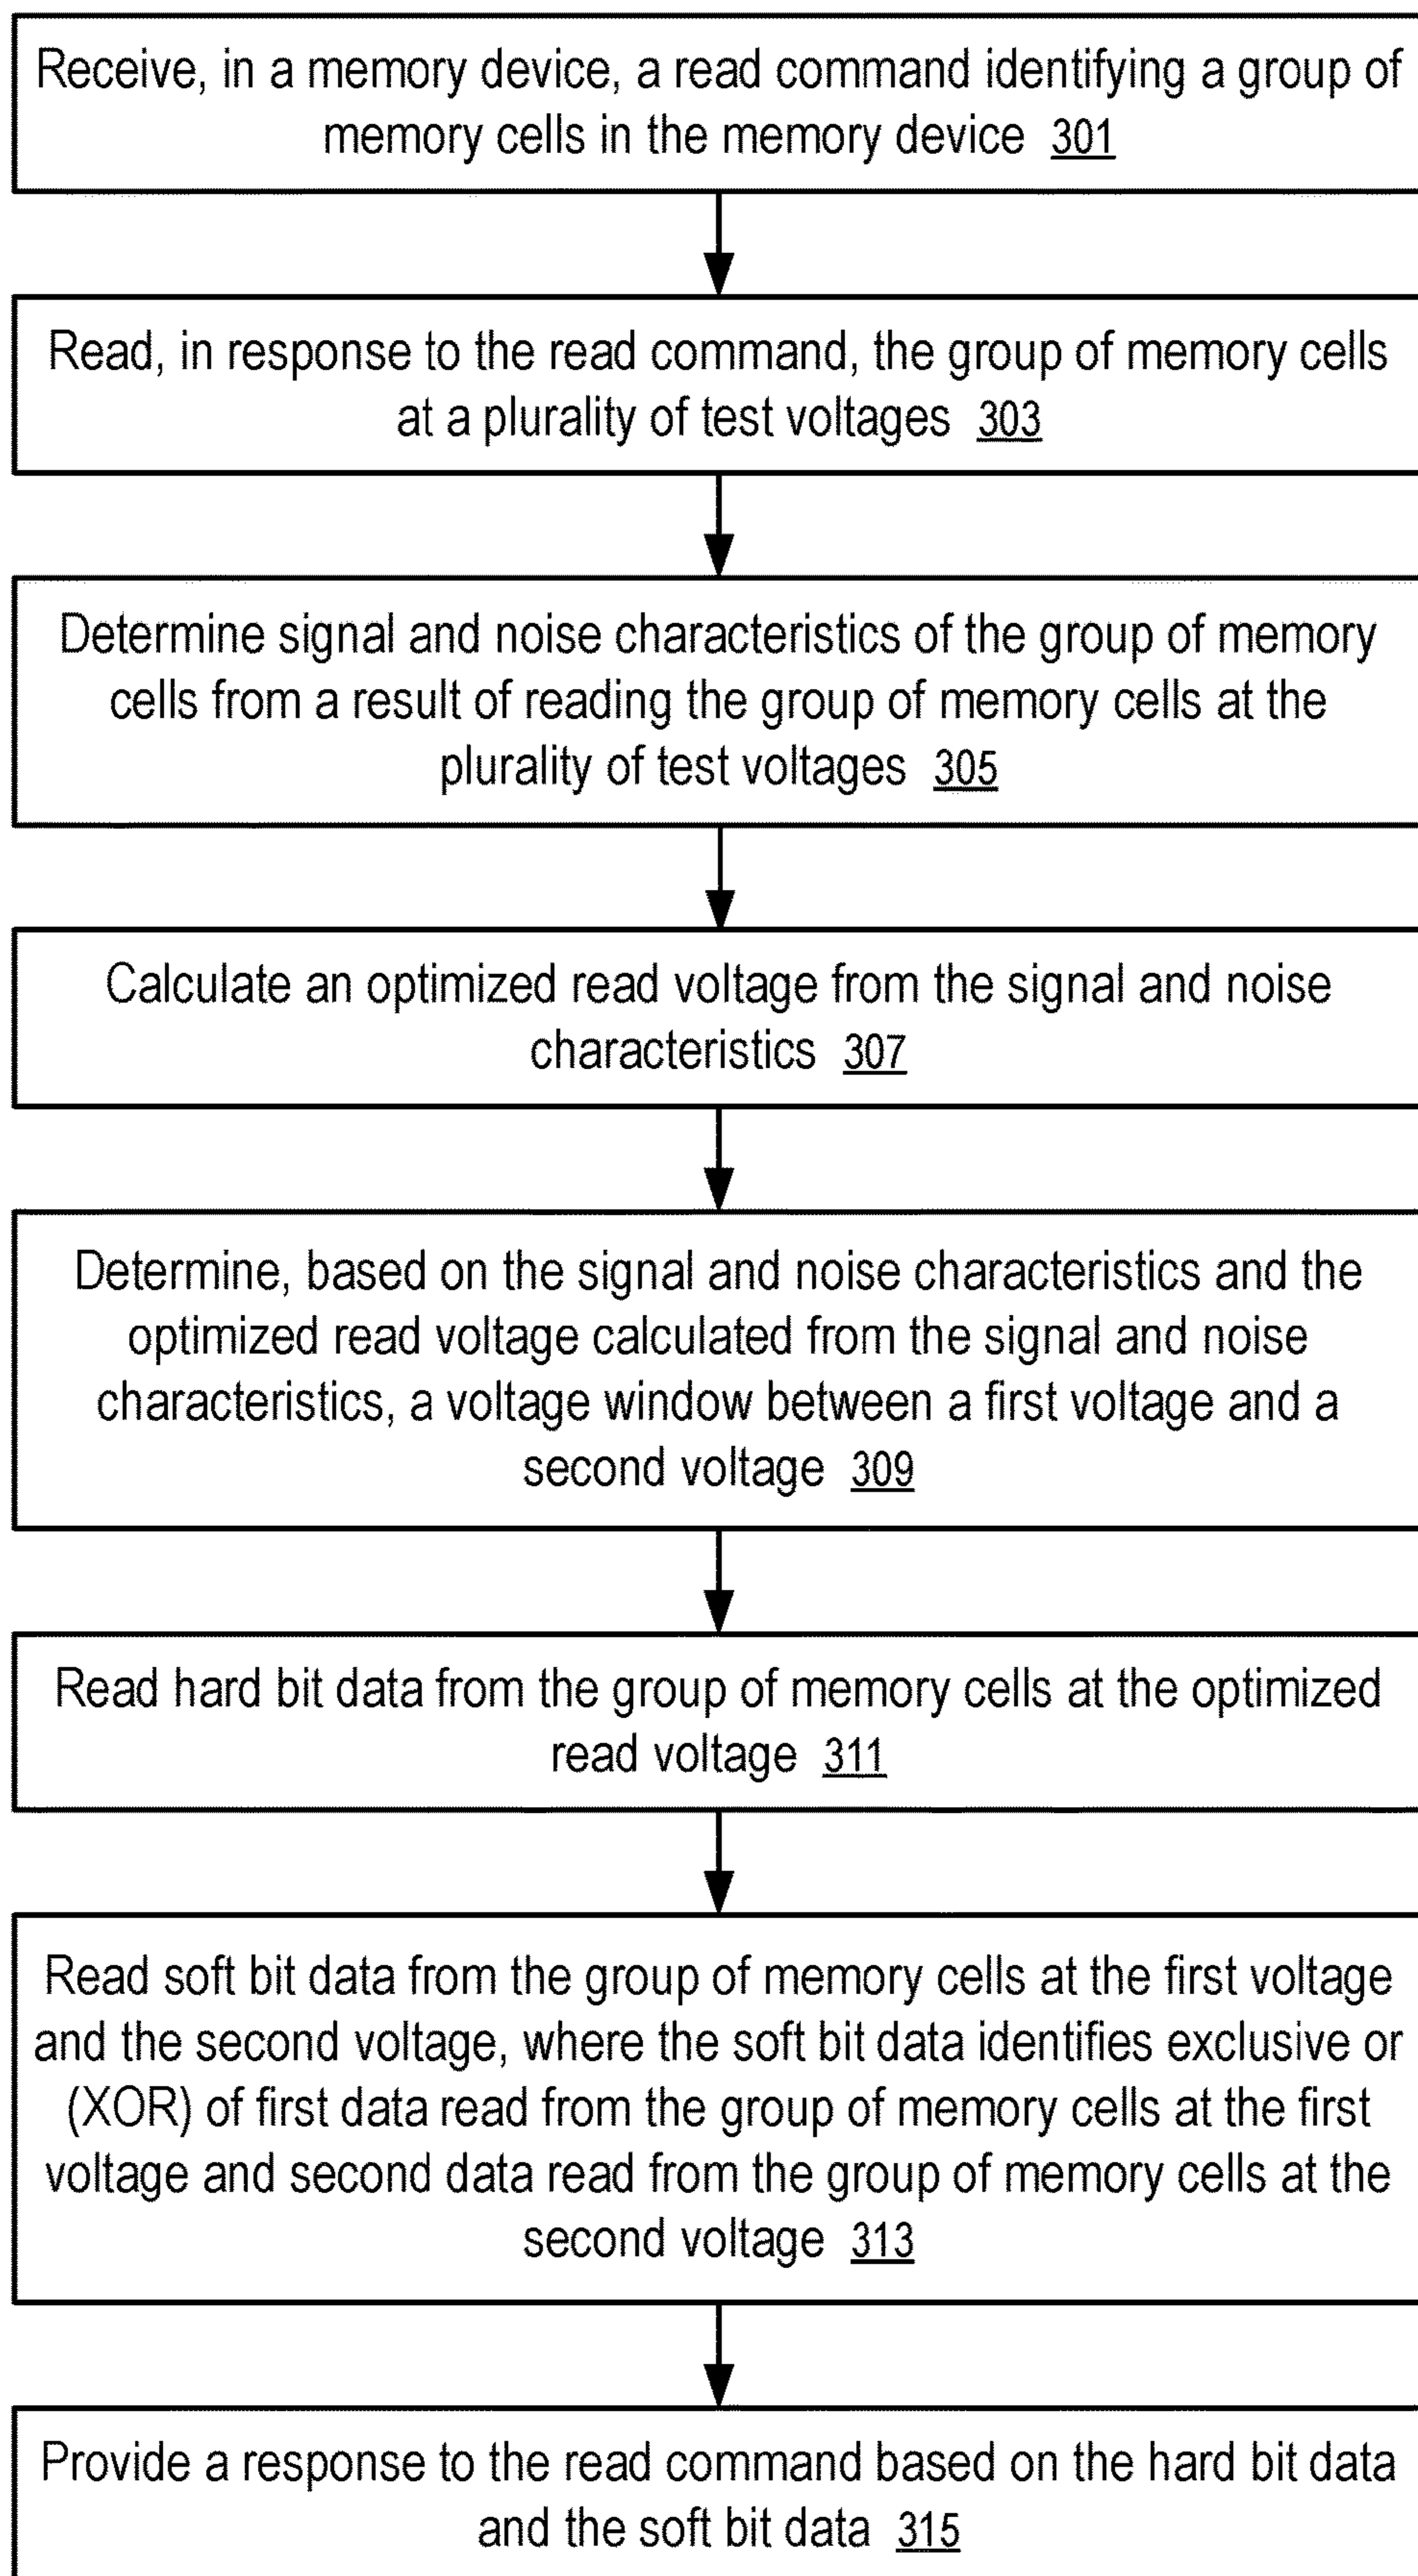 Receive, in a memory device, a read command identifying a group of
memory cells in the memory device 301
Read, in response to the read command, the group of memory cells
at a plurality of test voltages 303
Determine signal and noise characteristics of the group of memory
cells from a result of reading the group of memory cells at the
plurality of test voltages 305
Calculate an optimized read voltage from the signal and noise
characteristics 307
Determine, based on the signal and noise characteristics and the
optimized read voltage calculated from the signal and noise
characteristics, a voltage window between a first voltage and a
second voltage 309
Read hard bit data from the group of memory cells at the optimized
read voltage 311
Read soft bit data from the group of memory cells at the first voltage
and the second voltage, where the soft bit data identifies exclusive or
(XOR) of first data read from the group of memory cells at the first
voltage and second data read from the group of memory cells at the
second voltage 313
Provide a response to the read command based on the hard bit data
and the soft bit data 315